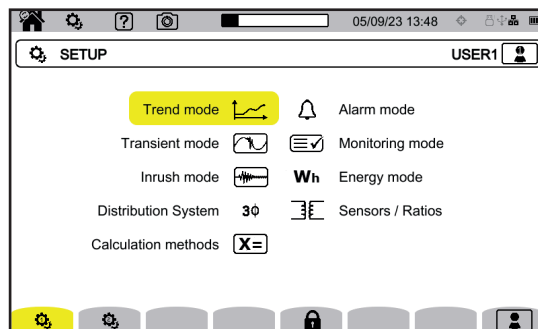 ? 05/09/23 13:48
SETUP USER1
Trend mode Alarm mode
Transient mode Monitoring mode
Inrush mode Wh Energy mode
Distribution System 3ϕ Sensors / Ratios
Calculation methods X=